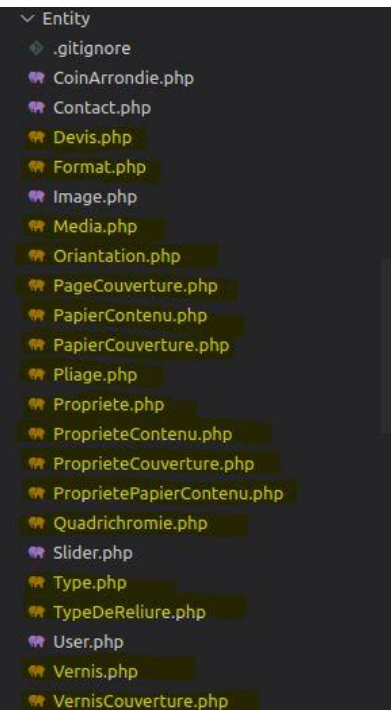 Entity
.gitignore
CoinArrondie.php
Contact.php
Devis.php
Format.php
Image.php
Media.php
Oriantation.php
PageCouverture.php
PapierContenu.php
PapierCouverture.php
Pliage.php
Propriete.php
ProprieteContenu.php
ProprieteCouverture.php
ProprietePapierContenu.php
Quadrichromie.php
Slider.php
Type.php
TypeDeReliure.php
User.php
Vernis.php
VernisCouverture.php